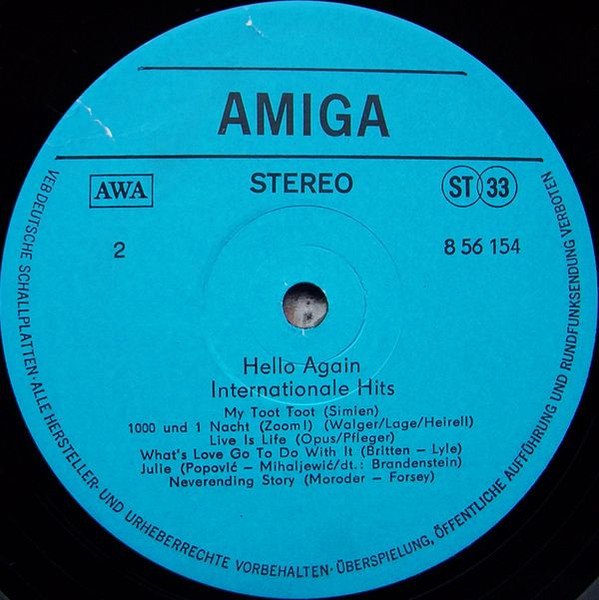 AMIGA
AWA
STEREO
ST 33
2
8 56 154
Hello Again
Internationale Hits
My Toot Toot (Simien)
1000 und 1 Nacht (Zoom!) (Walger/Lage/Heirell)
Live Is Life (Opus/Pfleger)
What's Love Go To Do With It (Britten – Lyle)
Julie (Popović – Mihaljewić/dt.: Brandenstein)
Neverending Story (Moroder – Forsey)
VEB DEUTSCHE SCHALLPLATTEN · ALLE HERSTELLER- UND URHEBERRECHTE VORBEHALTEN · ÜBERSPIELUNG, ÖFFENTLICHE AUFFÜHRUNG UND RUNDFUNKSENDUNG VERBOTEN